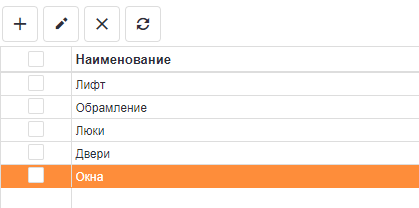 Наименование
Лифт
Обрамление
Люки
Двери
Окна